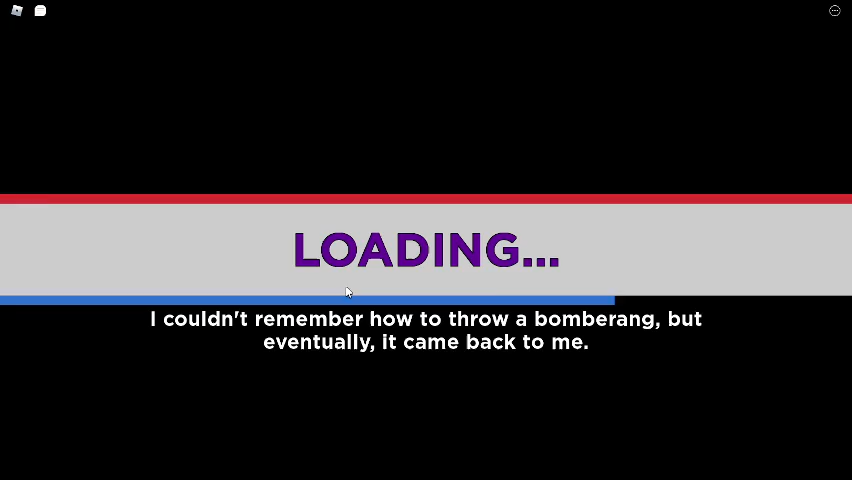 LOADING...
I couldn't remember how to throw a bomberang, but
eventually, it came back to me.